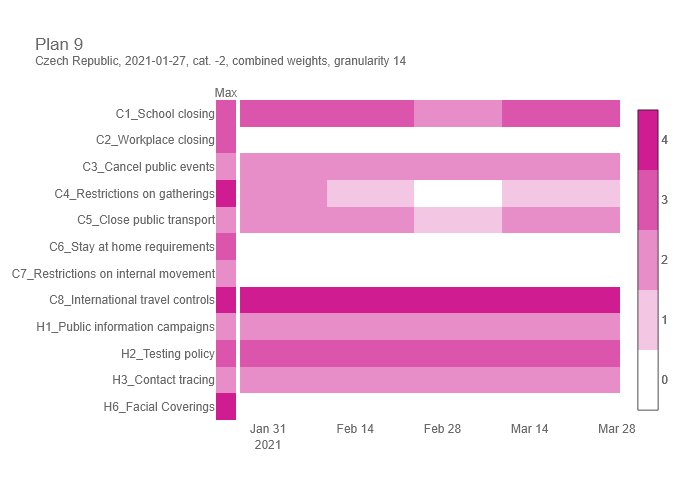 Plan 9
Czech Republic, 2021-01-27, cat. -2, combined weights, granularity 14
Max
C1_School closing
C2_Workplace closing
C3_Cancel public events
C4_Restrictions on gatherings
C5_Close public transport
C6_Stay at home requirements
C7_Restrictions on internal movement
C8_International travel controls
H1_Public information campaigns
H2_Testing policy
H3_Contact tracing
H6_Facial Coverings
4
3
2
1
0
Jan 31 Feb 14 Feb 28 Mar 14 Mar 28
2021